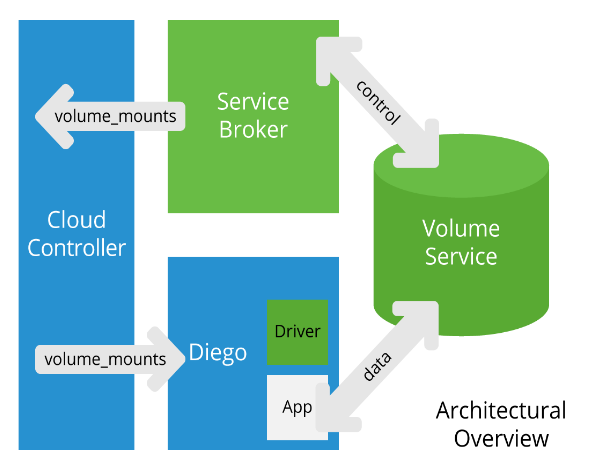 Service
Broker
control
volume_mounts
Cloud
Controller
Volume
Service
Driver
volume_mounts
Diego
data
App
Architectural
Overview